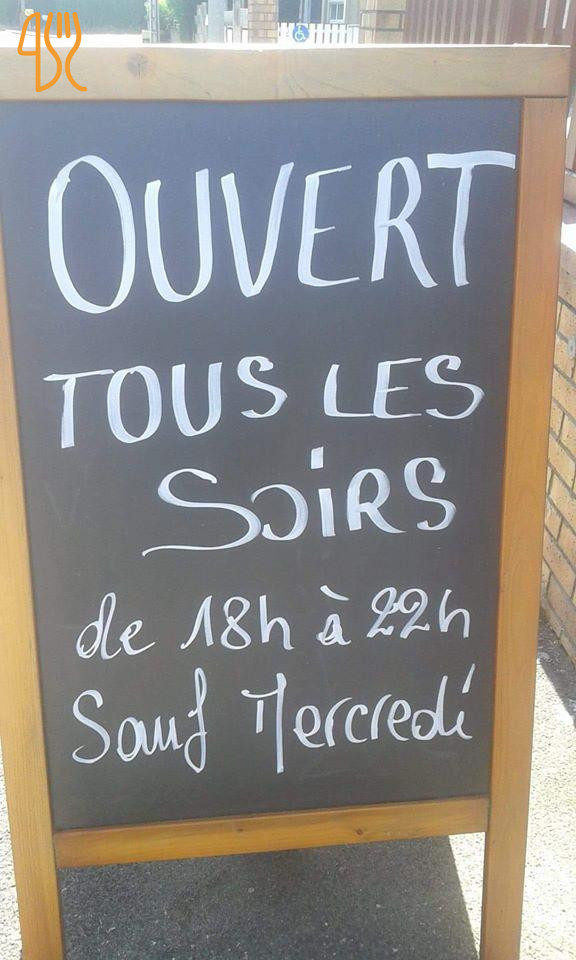 OUVERT
TOUS LES
SOIRS
de 18h à 22h
Sauf Mercredi